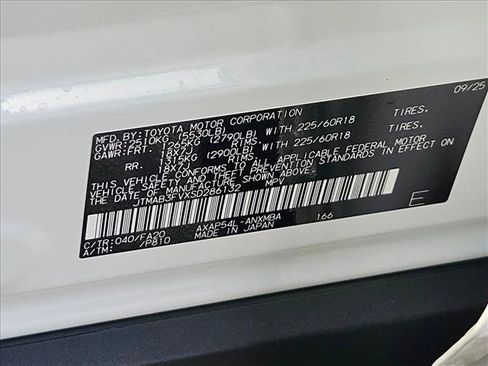 MFD.BY:TOYOTA MOTOR CORPORATION 09/25
GVWR:2510KG (5530LB)
GAWR:FRT. 1265KG (2790LB) WITH 225/60R18 TIRES.
18X7J RIMS.
RR. 1315KG (2900LB) WITH 225/60R18 TIRES.
18X7J RIMS.
THIS VEHICLE CONFORMS TO ALL APPLICABLE FEDERAL MOTOR
VEHICLE SAFETY AND THEFT PREVENTION STANDARDS IN EFFECT ON
THE DATE OF MANUFACTURE SHOWN ABOVE.
JTMAB3FVXSD286132 MPV
E
C/TR:040/FA20 AXAP54L-ANXMBA 166
A/TM: /P810 MADE IN JAPAN